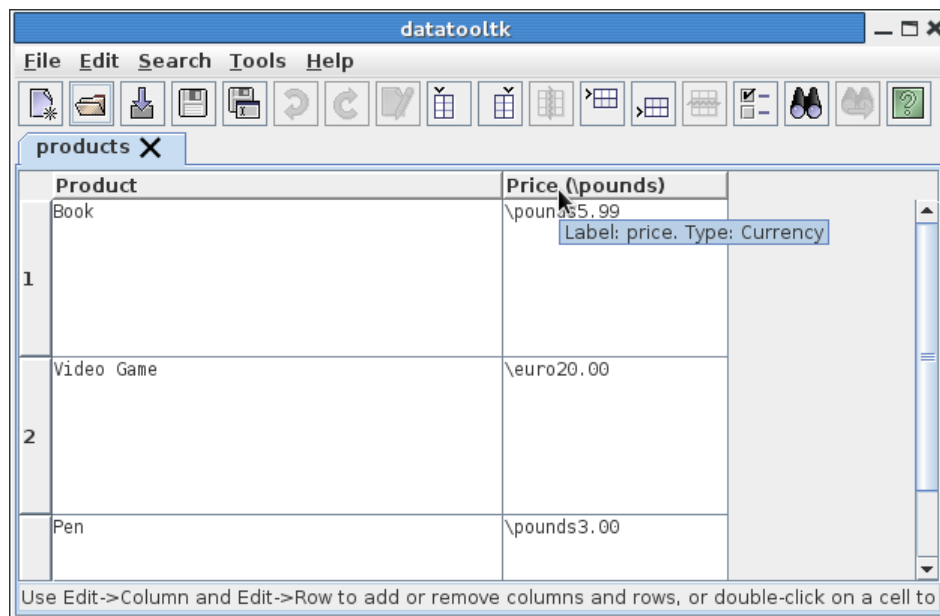 datatooltk
File Edit Search Tools Help
products
Product Price (\pounds)
Book \pounds5.99
Label: price. Type: Currency
1
Video Game \euro20.00
2
Pen \pounds3.00
Use Edit->Column and Edit->Row to add or remove columns and rows, or double-click on a cell to